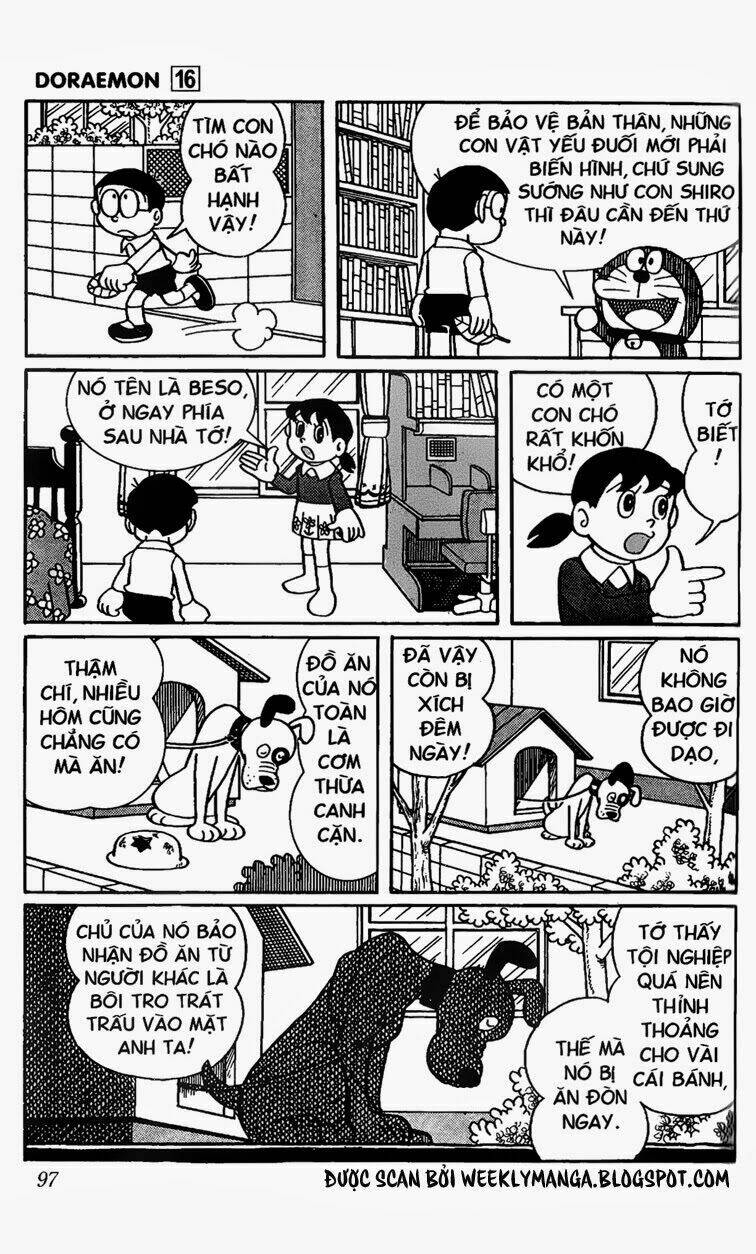 DORAEMON 16
ĐỂ BẢO VỆ BẢN THÂN, NHỮNG
CON VẬT YẾU ĐUỐI MỚI PHẢI
BIẾN HÌNH, CHỨ SUNG
SƯỚNG NHƯ CON SHIRO
THÌ ĐÂU CẦN ĐẾN THỨ
NÀY!
TÌM CON
CHÓ NÀO
BẤT
HẠNH
VẬY!
TỚ
BIẾT
!
CÓ MỘT
CON CHÓ
RẤT KHỐN
KHỔ!
NÓ TÊN LÀ BESO,
Ở NGAY PHÍA
SAU NHÀ TỚ!
NÓ
KHÔNG
BAO GIỜ
ĐƯỢC ĐI
DẠO,
ĐÃ VẬY
CÒN BỊ
XÍCH
ĐÊM
NGÀY!
ĐỒ ĂN
CỦA NÓ
TOÀN
LÀ
CƠM
THỪA
CANH
CẶN.
THẬM
CHÍ, NHIỀU
HÔM CŨNG
CHẲNG CÓ
MÀ ĂN!
TỚ THẤY
TỘI NGHIỆP
QUÁ NÊN
THỈNH
THOẢNG
CHO VÀI
CÁI BÁNH,
THẾ MÀ
NÓ BỊ
ĂN ĐÒN
NGAY.
CHỦ CỦA NÓ BẢO
NHẬN ĐỒ ĂN TỪ
NGƯỜI KHÁC LÀ
BÔI TRO TRÁT
TRẤU VÀO MẶT
ANH TA!
97
ĐƯỢC SCAN BỞI WEEKLYMANGA.BLOGSPOT.COM